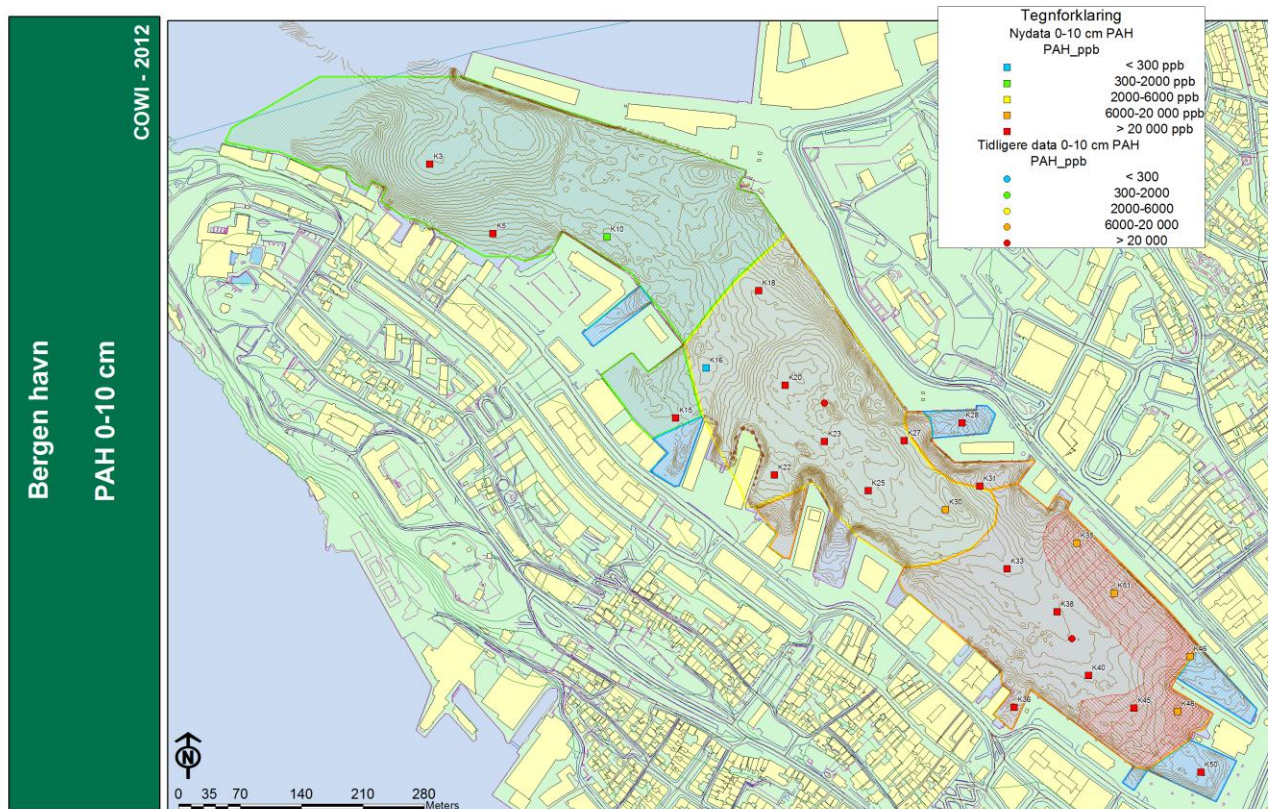 Bergen havn
PAH 0-10 cm
COWI - 2012
Tegnforklaring
Nydata 0-10 cm PAH
PAH_ppb
< 300 ppb
300-2000 ppb
2000-6000 ppb
6000-20 000 ppb
> 20 000 ppb
Tidligere data 0-10 cm PAH
PAH_ppb
< 300
300-2000
2000-6000
6000-20 000
> 20 000
K3
K5
K10
K18
K16
K20
K15
K23
K27
K28
K22
K25
K31
K30
K35
K33
K51
K38
K46
K40
K36
K45
K48
K50
N
0 35 70 140 210 280
Meters